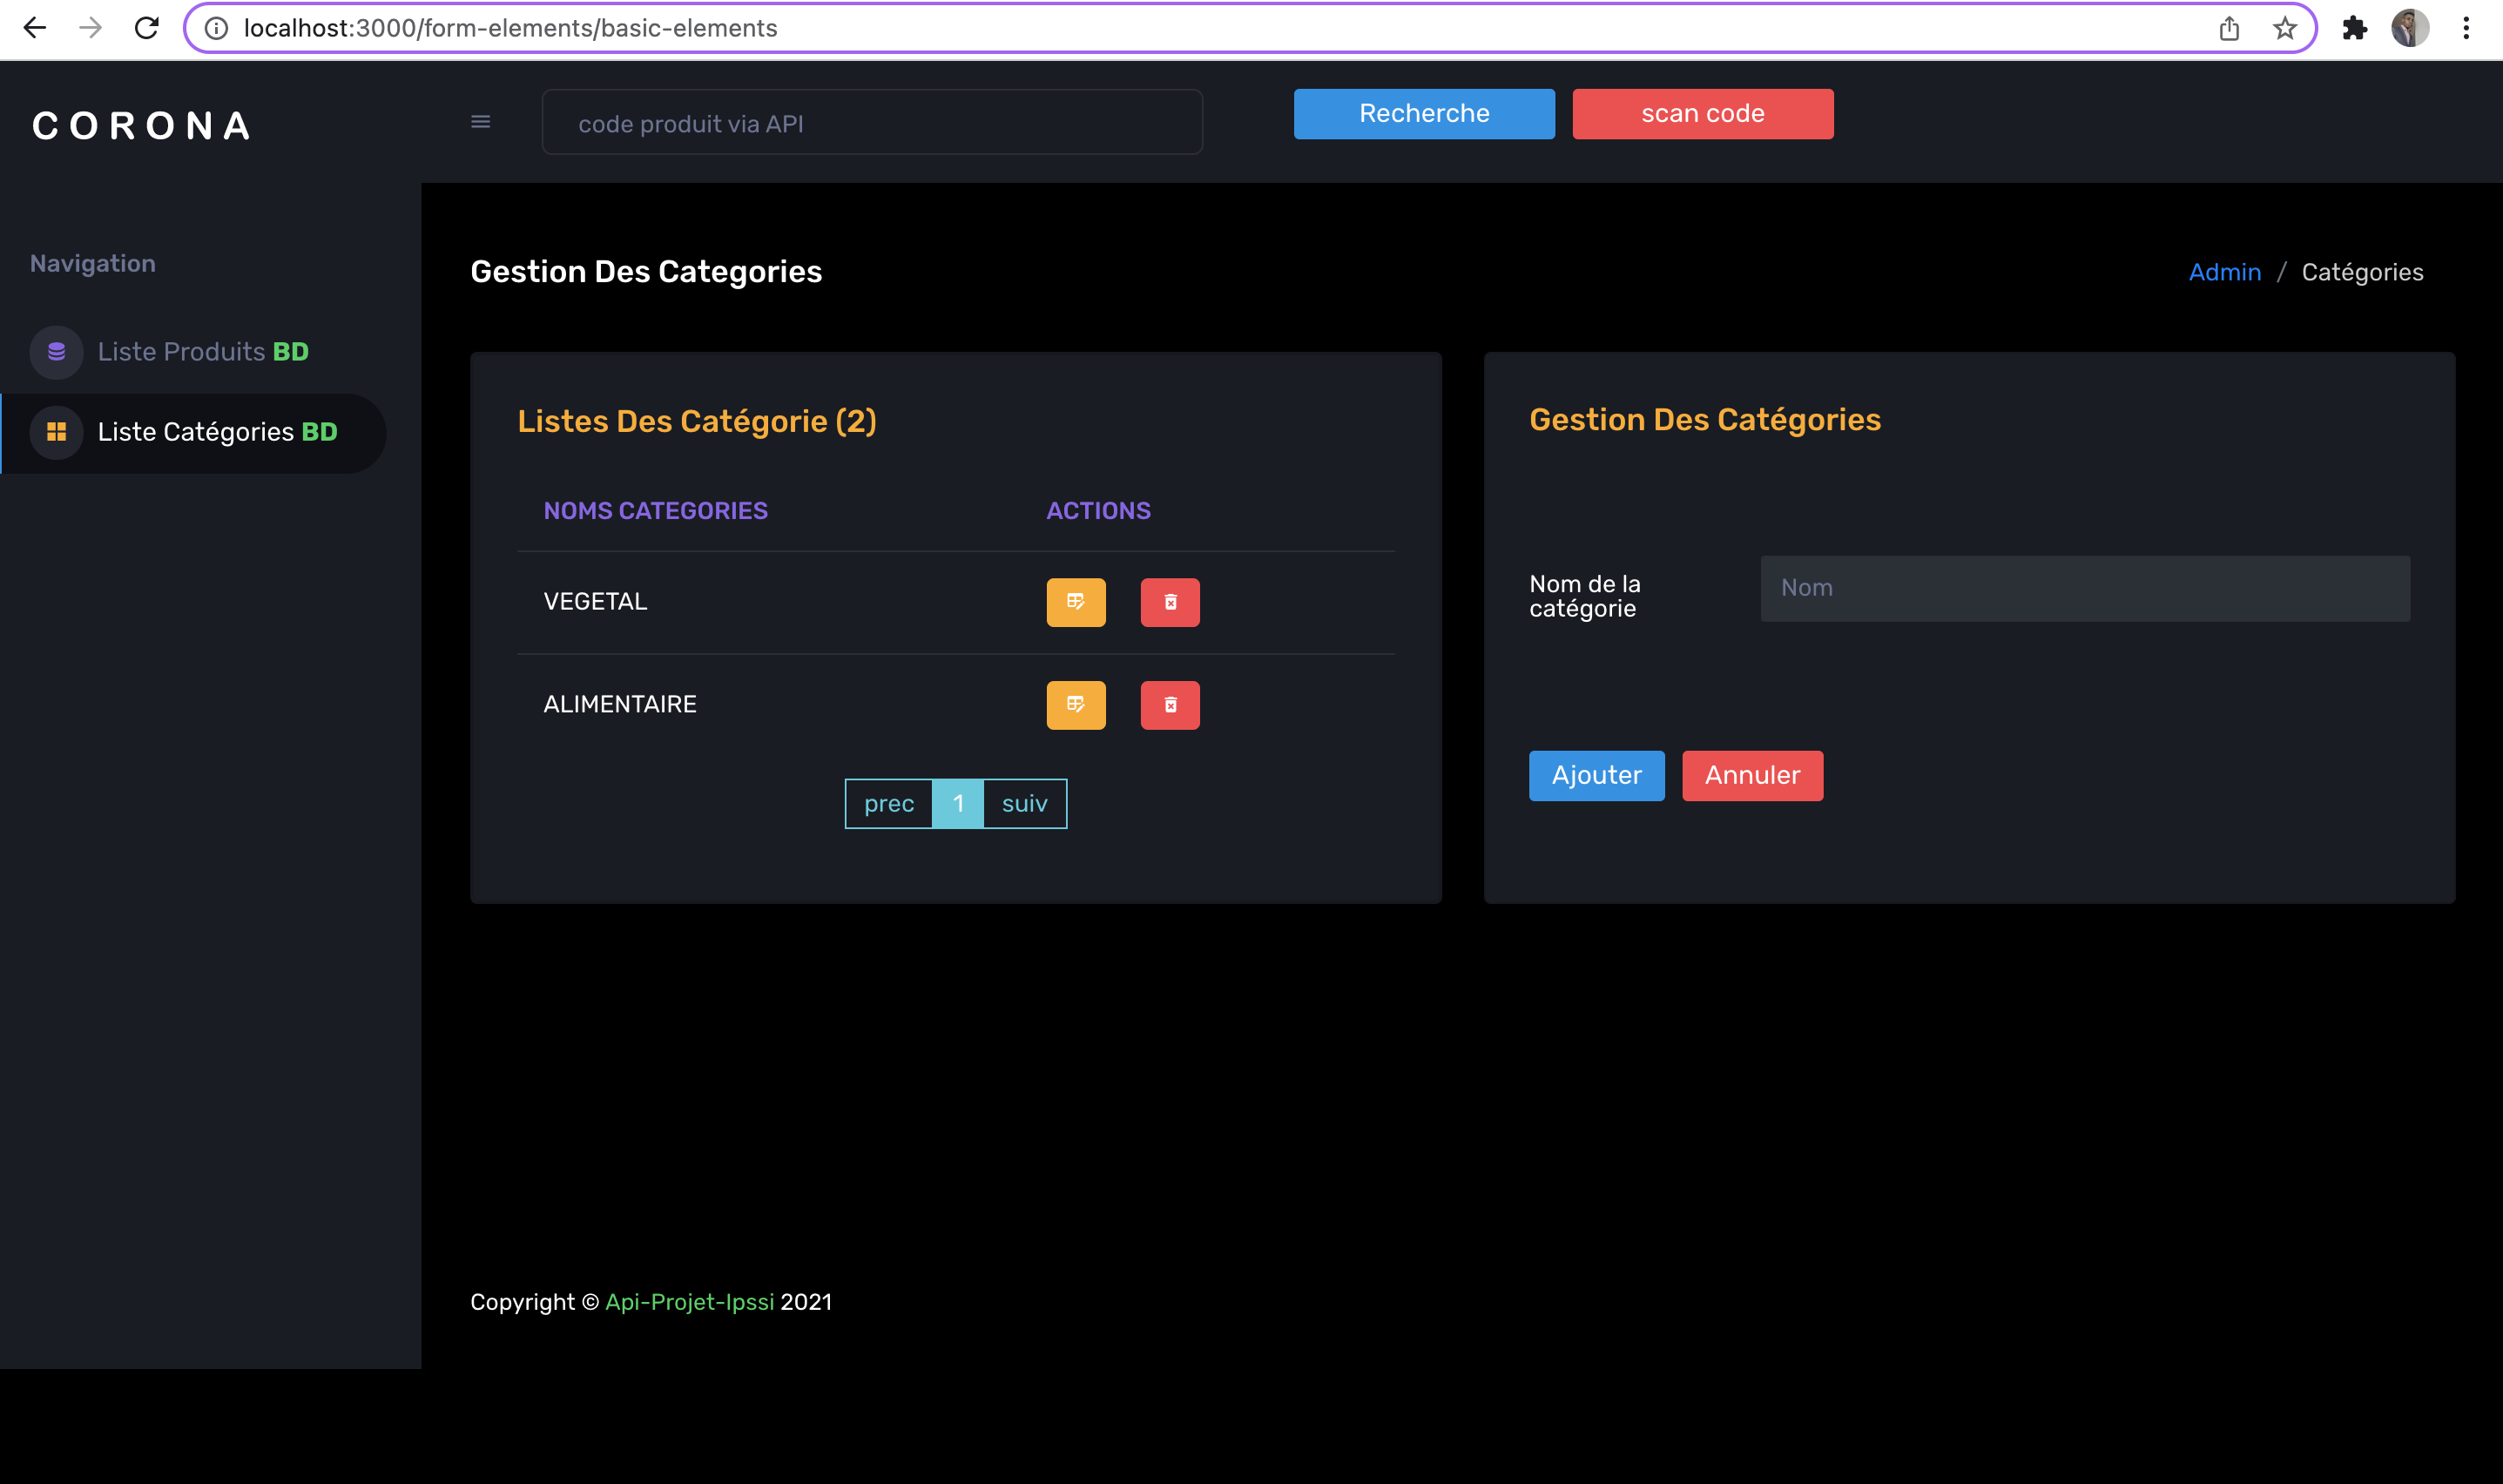 localhost:3000/form-elements/basic-elements
CORONA
code produit via API
Recherche
scan code
Navigation
Liste Produits BD
Liste Catégories BD
Gestion Des Categories
Admin / Catégories
Listes Des Catégorie (2)
NOMS CATEGORIES ACTIONS
VEGETAL
ALIMENTAIRE
prec 1 suiv
Gestion Des Catégories
Nom de la
catégorie
Nom
Ajouter Annuler
Copyright © Api-Projet-Ipssi 2021